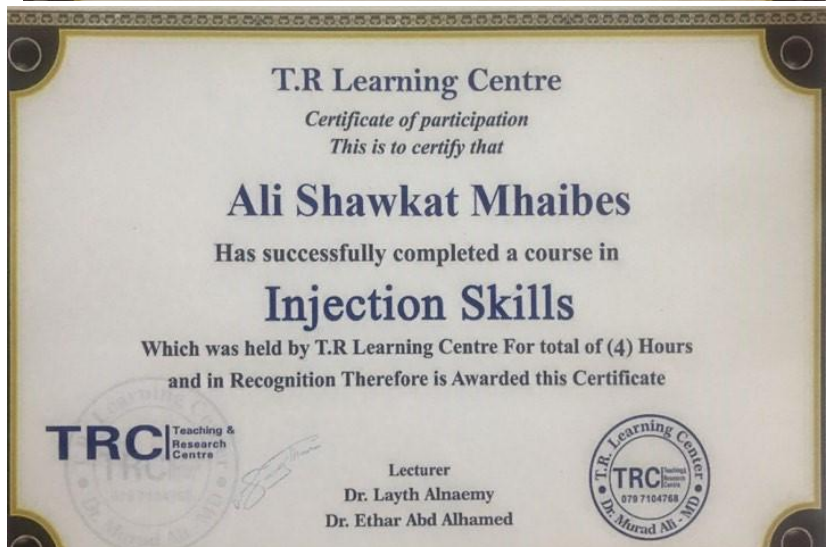 T.R Learning Centre
Certificate of participation
This is to certify that
Ali Shawkat Mhaibes
Has successfully completed a course in
Injection Skills
Which was held by T.R Learning Centre For total of (4) Hours
and in Recognition Therefore is Awarded this Certificate
TRC
Teaching &
Research
Centre
Lecturer
Dr. Layth Alnaemy
Dr. Ethar Abd Alhamed
T.R. Learning Center
TRC
Teaching&
Research
Centre
079 7104768
Dr. Murad Ali - MD